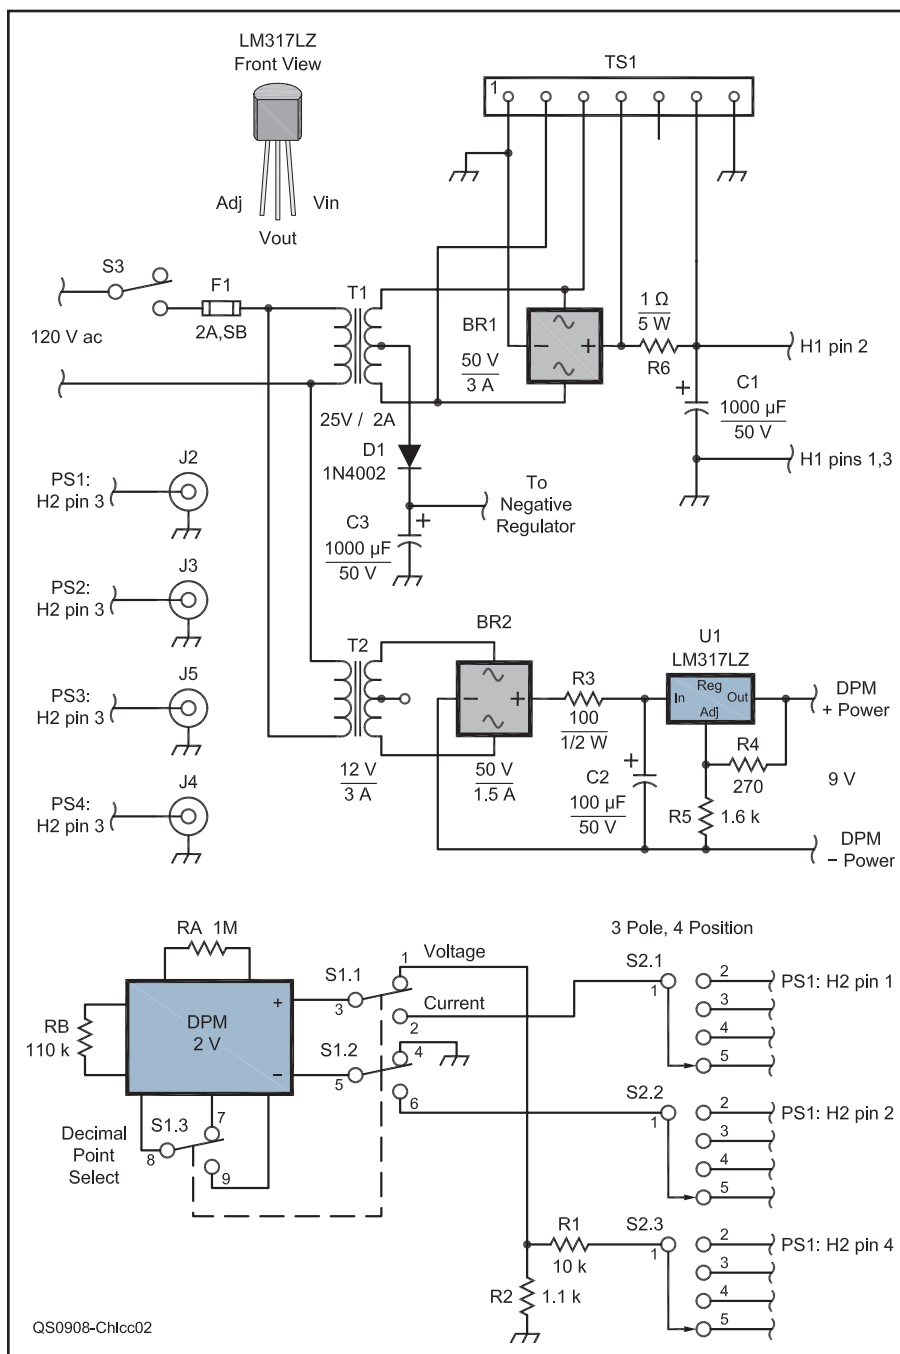 LM317LZ
Front View
Adj
Vin
Vout
TS1
1
S3
F1
2A,SB
120 V ac
T1
25V / 2A
BR1
50 V
3 A
1 Ω
5 W
R6
H1 pin 2
C1
+
1000 µF
50 V
H1 pins 1,3
D1
1N4002
To
Negative
Regulator
C3
+
1000 µF
50 V
PS1:
H2 pin 3
J2
PS2:
H2 pin 3
J3
PS3:
H2 pin 3
J5
PS4:
H2 pin 3
J4
− +
T2
12 V
3 A
BR2
− +
50 V
1.5 A
R3
100
1/2 W
C2
+
100 µF
50 V
U1
LM317LZ
Reg
In
Out
Adj
R4
270
R5
1.6 k
DPM
+ Power
9 V
DPM
− Power
RA 1M
RB
110 k
DPM
2 V
+
−
S1.1
3
1
Voltage
2
Current
S1.2
5
4
6
S1.3
7
8
9
Decimal
Point
Select
3 Pole, 4 Position
S2.1
1
2
3
4
5
PS1: H2 pin 1
S2.2
1
2
3
4
5
PS1: H2 pin 2
S2.3
1
2
3
4
5
PS1: H2 pin 4
R1
10 k
R2
1.1 k
QS0908-Chicc02